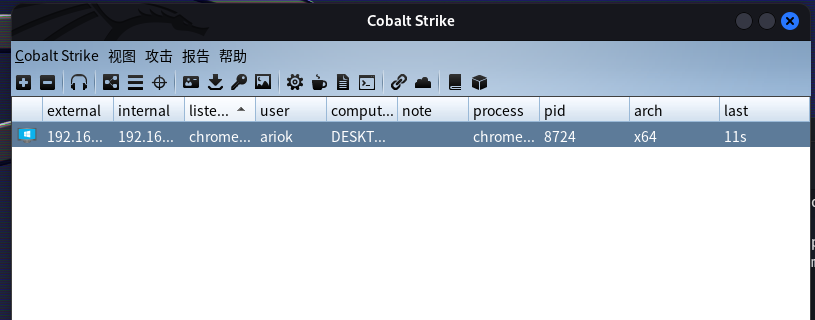 Cobalt Strike
Cobalt Strike 视图 攻击 报告 帮助
external internal liste... user comput... note process pid arch last
192.16... 192.16... chrome... ariok DESKT... chrome... 8724 x64 11s